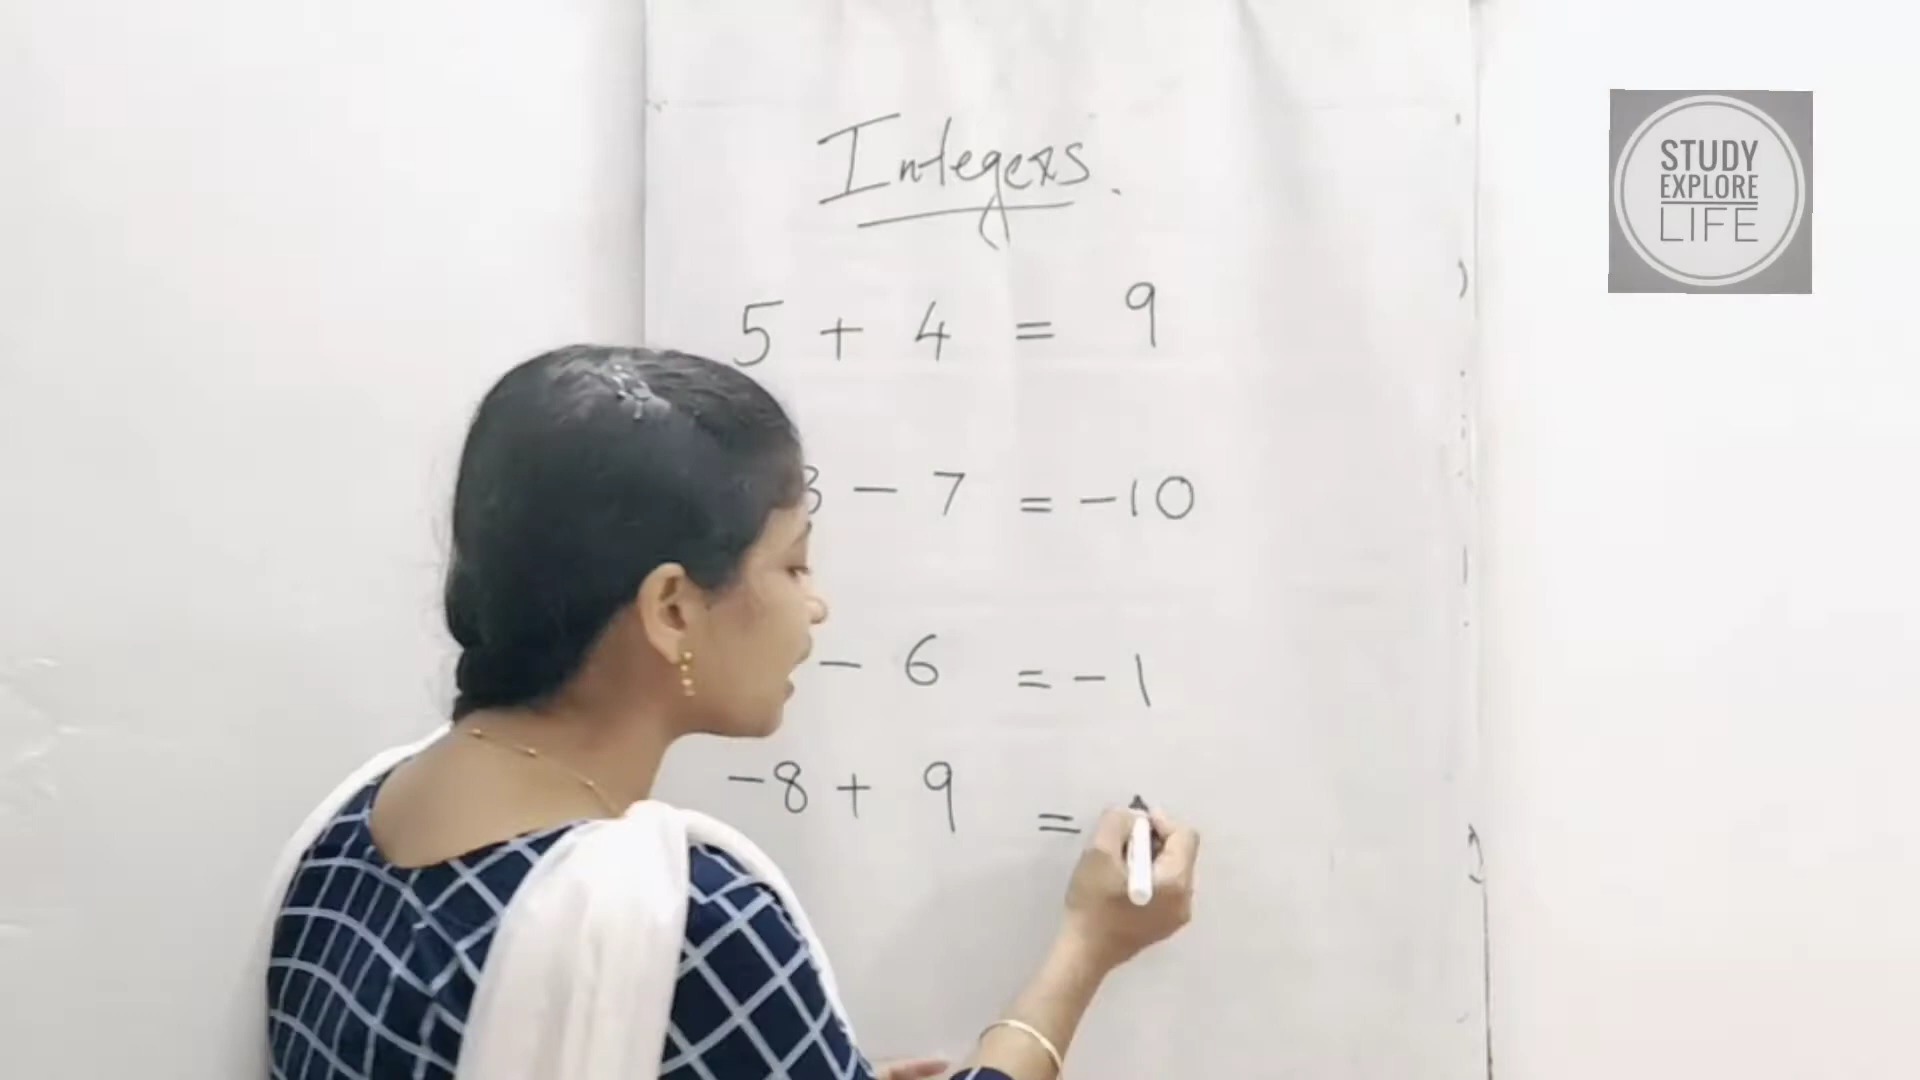 Integers.
5 + 4 = 9
3 - 7 = -10
- 6 = -1
-8 + 9 =
STUDY
EXPLORE
LIFE